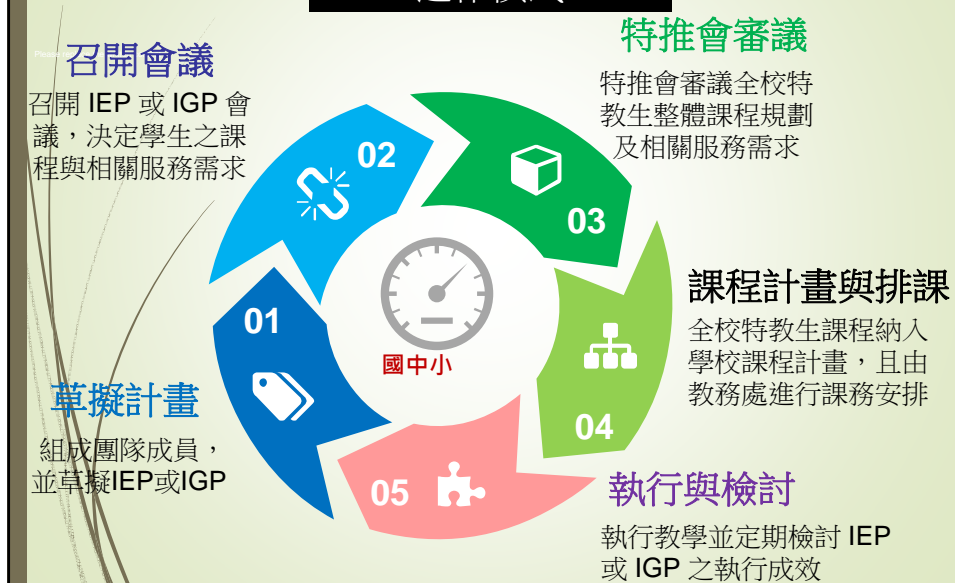 召開會議
召開 IEP 或 IGP 會
議，決定學生之課
程與相關服務需求
特推會審議
特推會審議全校特
教生整體課程規劃
及相關服務需求
02
03
01
國中小
課程計畫與排課
全校特教生課程納入
學校課程計畫，且由
教務處進行課務安排
草擬計畫
組成團隊成員，
並草擬IEP或IGP
04
05
執行與檢討
執行教學並定期檢討 IEP
或 IGP 之執行成效